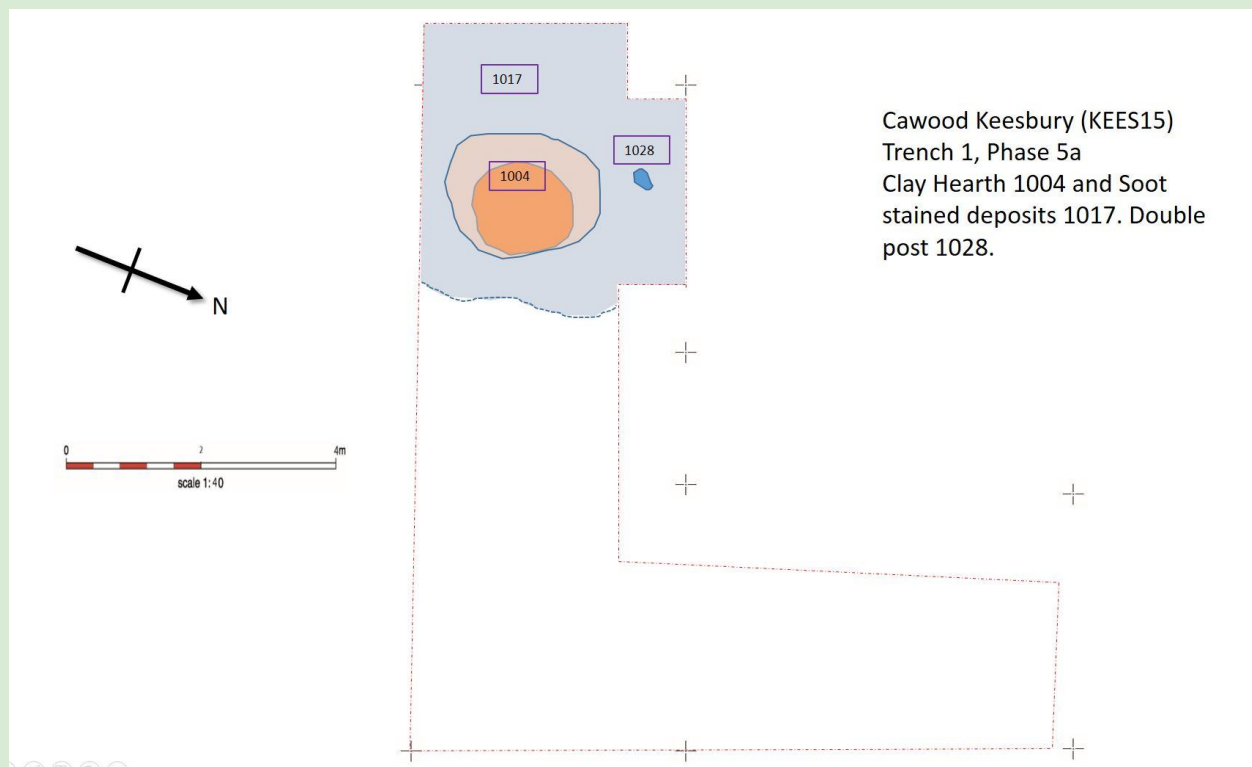 1017
1028
1004
Cawood Keesbury (KEES15)
Trench 1, Phase 5a
Clay Hearth 1004 and Soot
stained deposits 1017. Double
post 1028.
N
0 2 4m
scale 1:40